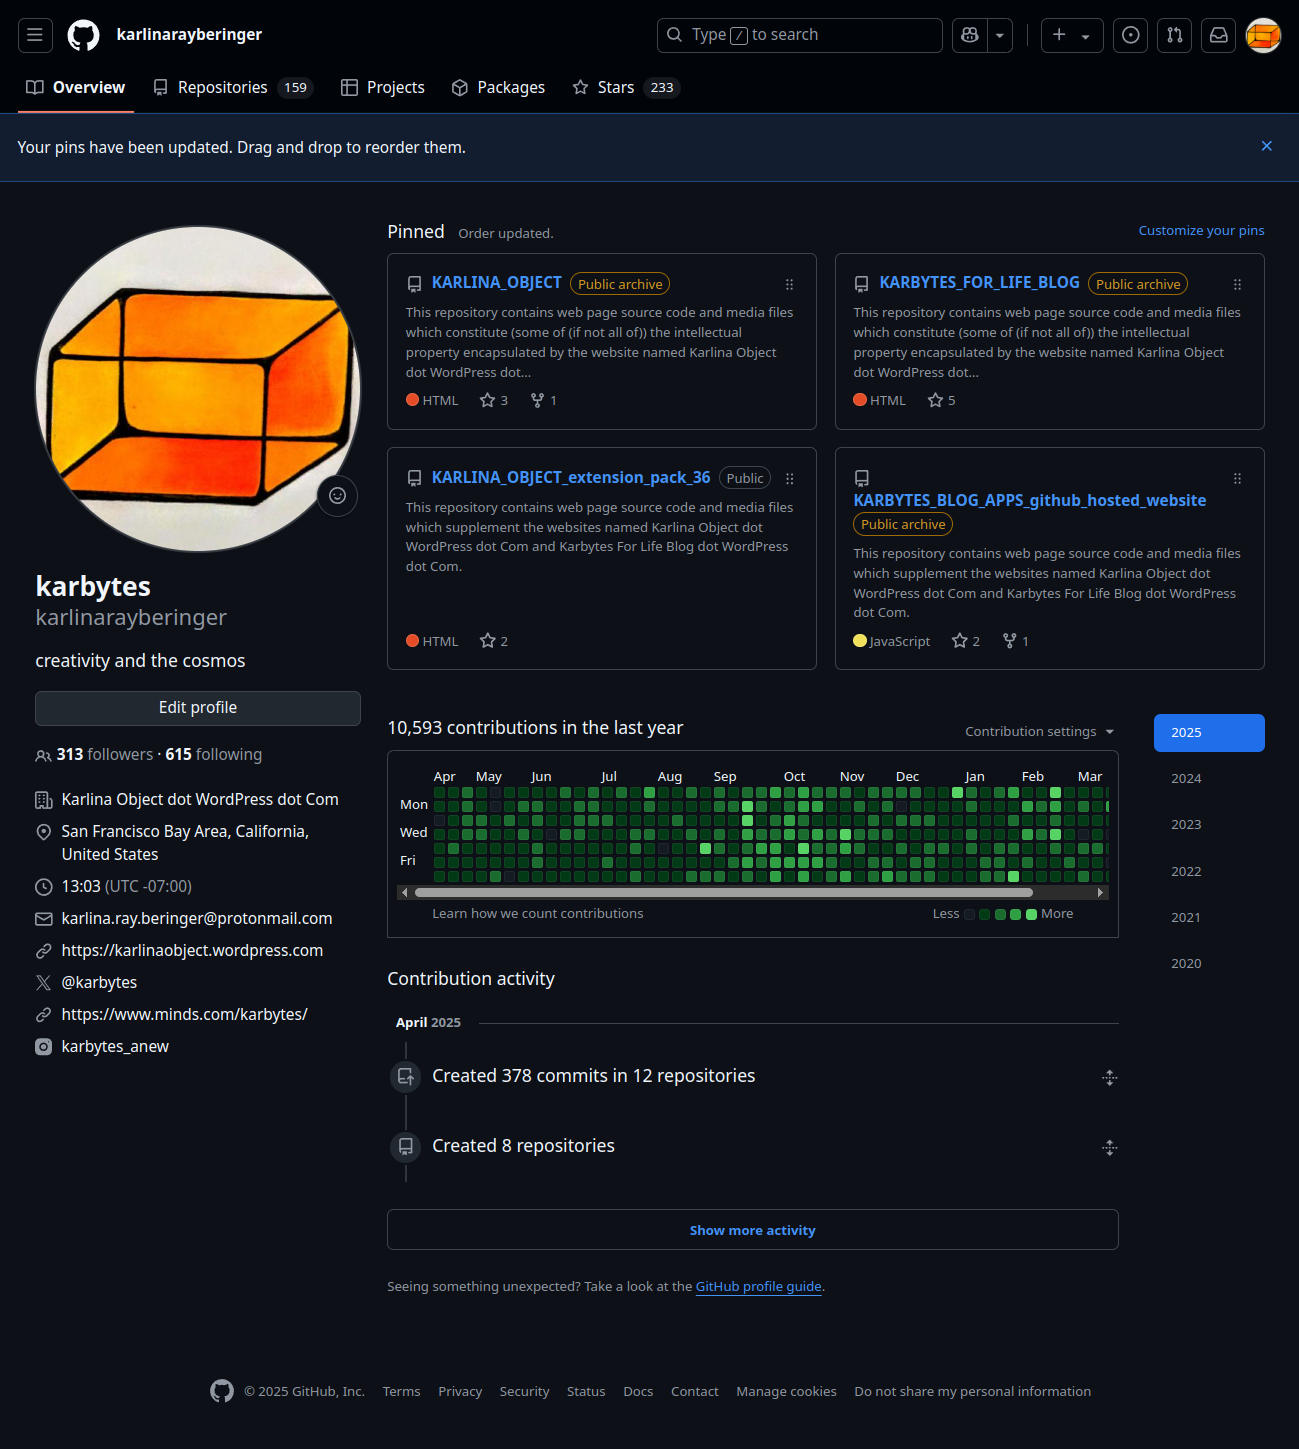 karlinarayberinger
Type / to search
Overview
Repositories 159
Projects
Packages
Stars 233
Your pins have been updated. Drag and drop to reorder them.
karbytes
karlinarayberinger
creativity and the cosmos
Edit profile
313 followers · 615 following
Karlina Object dot WordPress dot Com
San Francisco Bay Area, California,
United States
13:03 (UTC -07:00)
karlina.ray.beringer@protonmail.com
https://karlinaobject.wordpress.com
@karbytes
https://www.minds.com/karbytes/
karbytes_anew
Pinned Order updated.
Customize your pins
KARLINA_OBJECT Public archive
This repository contains web page source code and media files
which constitute (some of (if not all of)) the intellectual
property encapsulated by the website named Karlina Object
dot WordPress dot...
HTML 3 1
KARBYTES_FOR_LIFE_BLOG Public archive
This repository contains web page source code and media files
which constitute (some of (if not all of)) the intellectual
property encapsulated by the website named Karlina Object
dot WordPress dot...
HTML 5
KARLINA_OBJECT_extension_pack_36 Public
This repository contains web page source code and media files
which supplement the websites named Karlina Object dot
WordPress dot Com and Karbytes For Life Blog dot WordPress
dot Com.
HTML 2
KARBYTES_BLOG_APPS_github_hosted_website
Public archive
This repository contains web page source code and media files
which supplement the websites named Karlina Object dot
WordPress dot Com and Karbytes For Life Blog dot WordPress
dot Com.
JavaScript 2 1
10,593 contributions in the last year
Contribution settings
Apr May Jun Jul Aug Sep Oct Nov Dec Jan Feb Mar
Mon
Wed
Fri
Learn how we count contributions
Less More
2025
2024
2023
2022
2021
2020
Contribution activity
April 2025
Created 378 commits in 12 repositories
Created 8 repositories
Show more activity
Seeing something unexpected? Take a look at the GitHub profile guide.
© 2025 GitHub, Inc. Terms Privacy Security Status Docs Contact Manage cookies Do not share my personal information